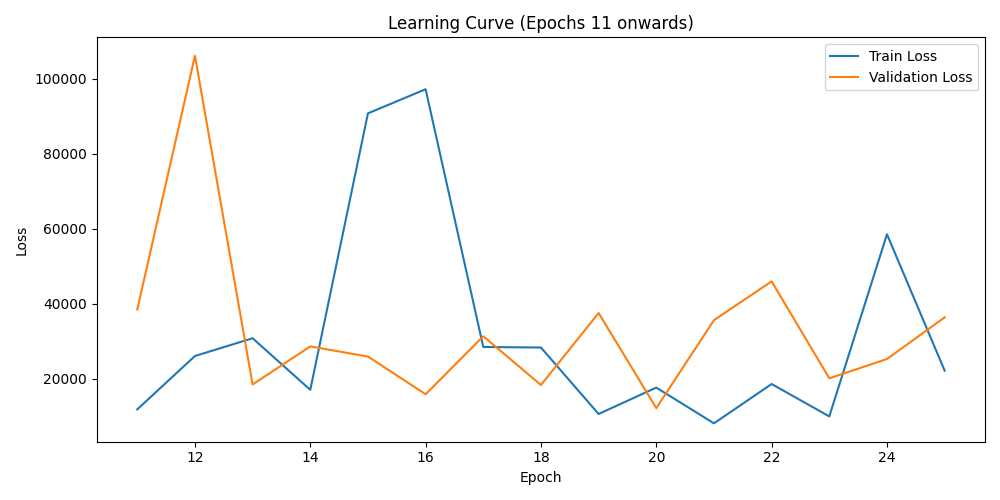 Learning Curve (Epochs 11 onwards)
Train Loss
Validation Loss
100000
80000
60000
40000
20000
Loss
12 14 16 18 20 22 24
Epoch